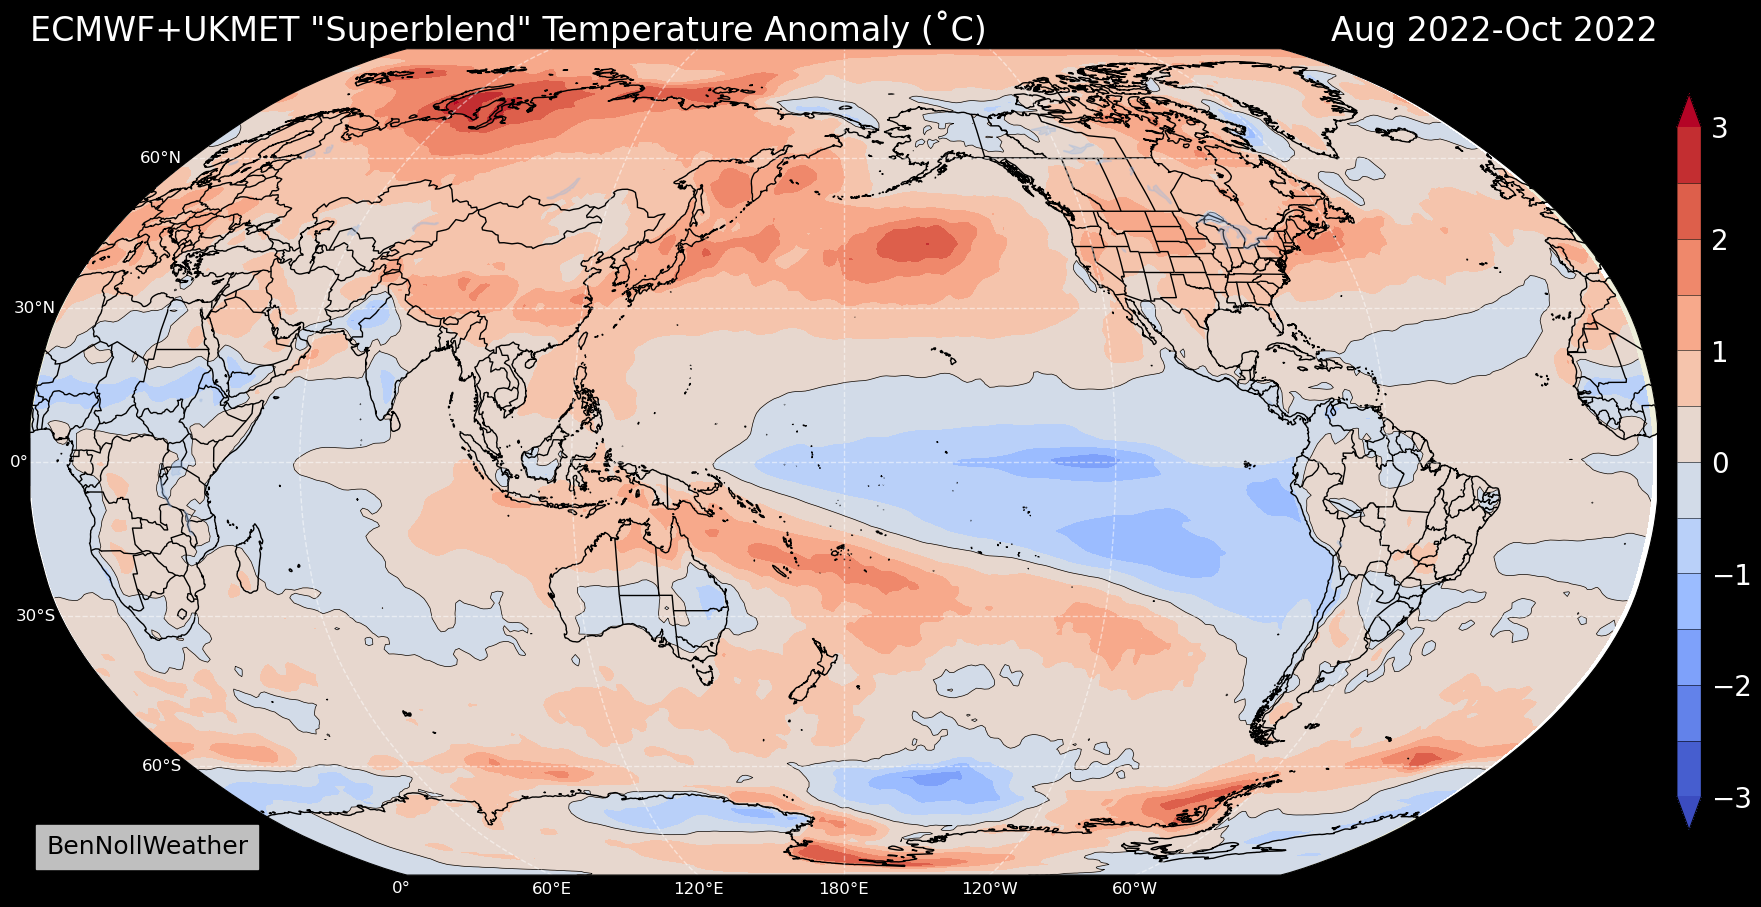 ECMWF+UKMET "Superblend" Temperature Anomaly (˚C)
Aug 2022-Oct 2022
60°N
30°N
0°
30°S
60°S
3
2
1
0
−1
−2
−3
BenNollWeather
0°
60°E
120°E
180°E
120°W
60°W